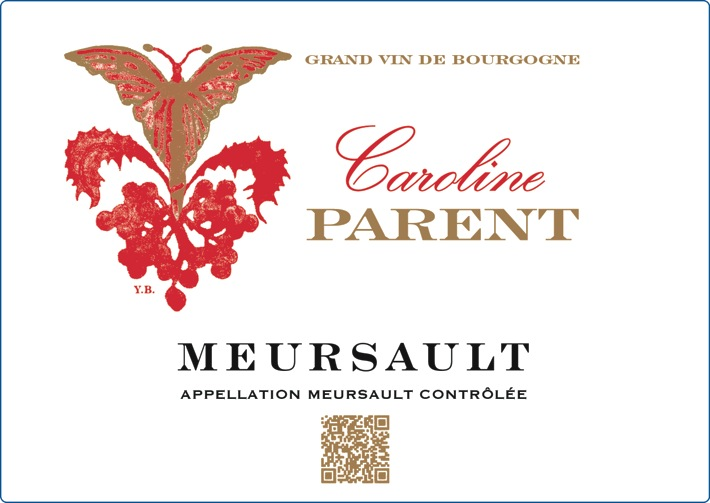 GRAND VIN DE BOURGOGNE
Caroline
PARENT
Y.B.
MEURSAULT
APPELLATION MEURSAULT CONTRÔLÉE